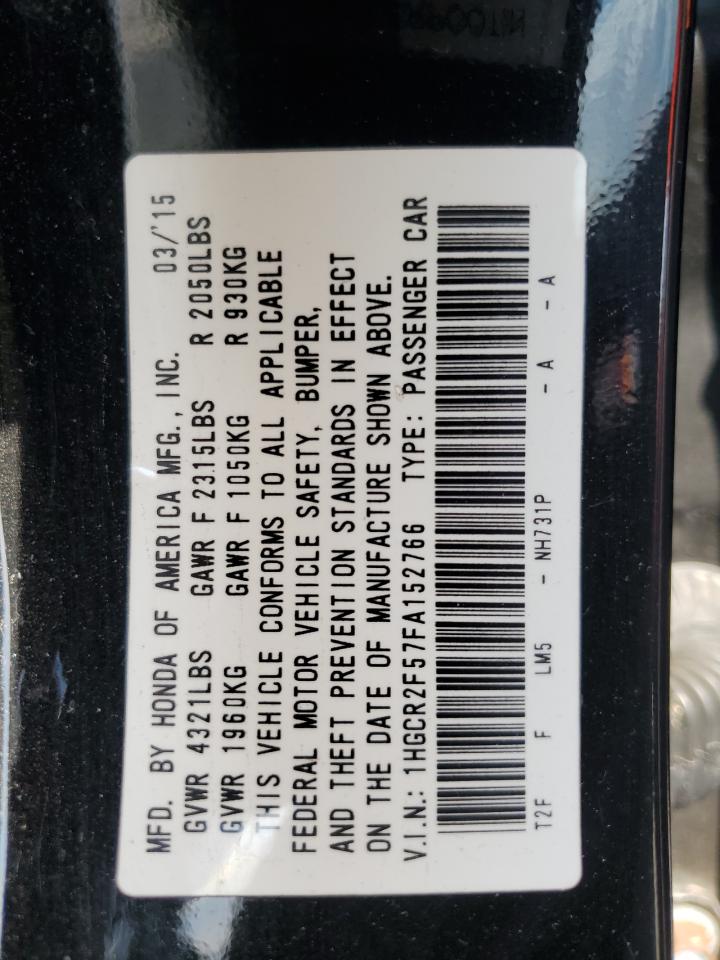 MFD. BY HONDA OF AMERICA MFG., INC. 03/'15
GVWR 4321LBS GAWR F 2315LBS R 2050LBS
GVWR 1960KG GAWR F 1050KG R 930KG
THIS VEHICLE CONFORMS TO ALL APPLICABLE
FEDERAL MOTOR VEHICLE SAFETY, BUMPER,
AND THEFT PREVENTION STANDARDS IN EFFECT
ON THE DATE OF MANUFACTURE SHOWN ABOVE.
V.I.N.: 1HGCR2F57FA152766 TYPE: PASSENGER CAR
T2F F LM5 - NH731P - A - A